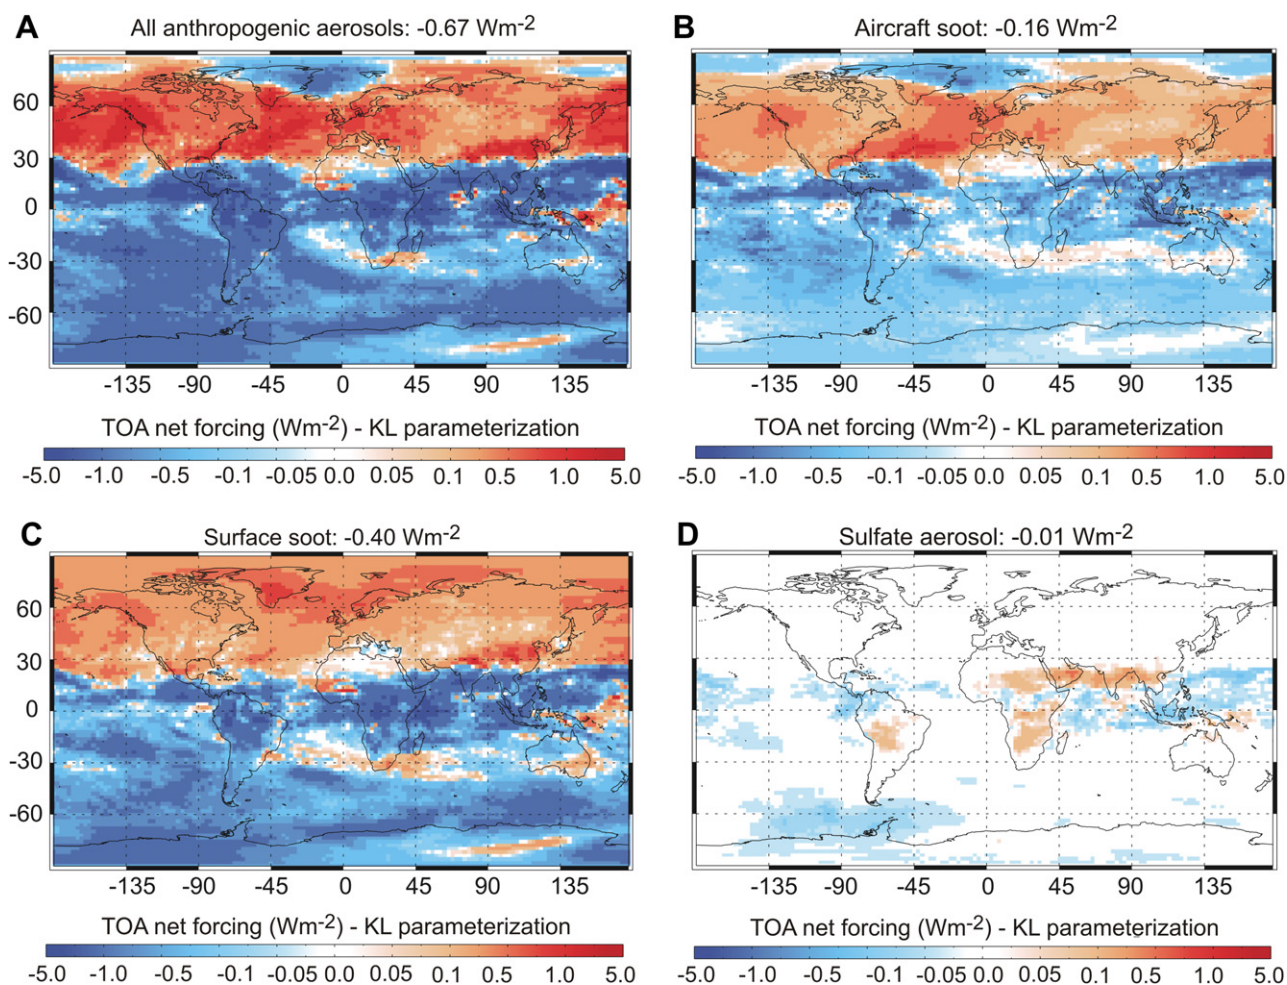 A
All anthropogenic aerosols: -0.67 Wm-2
60
30
0
-30
-60
-135 -90 -45 0 45 90 135
TOA net forcing (Wm-2) - KL parameterization
-5.0 -1.0 -0.5 -0.1 -0.05 0.0 0.05 0.1 0.5 1.0 5.0
B
Aircraft soot: -0.16 Wm-2
-135 -90 -45 0 45 90 135
TOA net forcing (Wm-2) - KL parameterization
-5.0 -1.0 -0.5 -0.1 -0.05 0.0 0.05 0.1 0.5 1.0 5.0
C
Surface soot: -0.40 Wm-2
60
30
0
-30
-60
-135 -90 -45 0 45 90 135
TOA net forcing (Wm-2) - KL parameterization
-5.0 -1.0 -0.5 -0.1 -0.05 0.0 0.05 0.1 0.5 1.0 5.0
D
Sulfate aerosol: -0.01 Wm-2
-135 -90 -45 0 45 90 135
TOA net forcing (Wm-2) - KL parameterization
-5.0 -1.0 -0.5 -0.1 -0.05 0.0 0.05 0.1 0.5 1.0 5.0